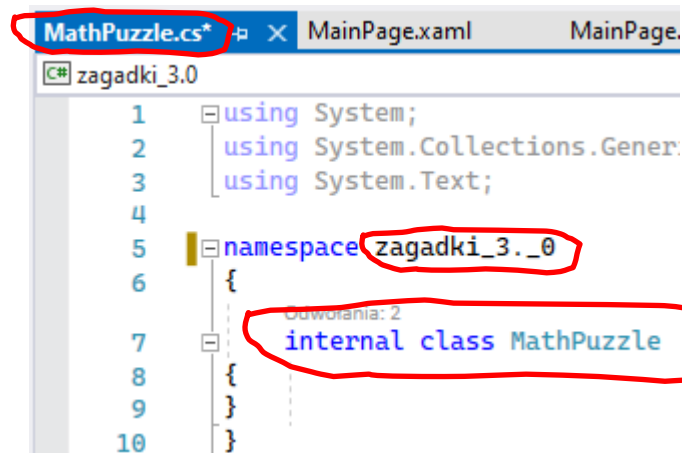 MathPuzzle.cs* MainPage.xaml MainPage.
C# zagadki_3.0
1 using System;
2 using System.Collections.Generi
3 using System.Text;
4
5 namespace zagadki_3._0
6 {
Odwołania: 2
7 internal class MathPuzzle
8 {
9 }
10 }